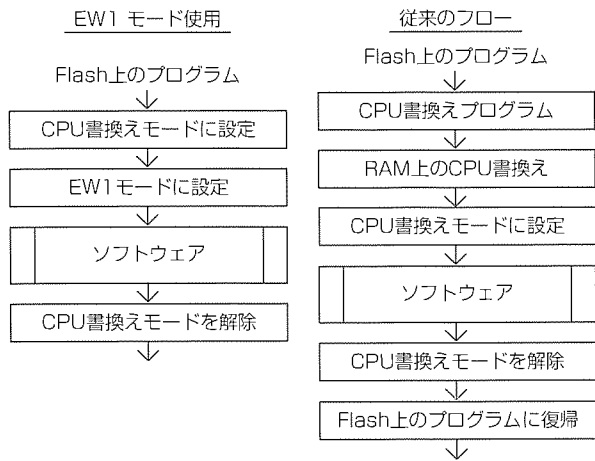 EW1 モード使用
Flash上のプログラム
CPU書換えモードに設定
EW1モードに設定
ソフトウェア
CPU書換えモードを解除
従来のフロー
Flash上のプログラム
CPU書換えプログラム
RAM上のCPU書換え
CPU書換えモードに設定
ソフトウェア
CPU書換えモードを解除
Flash上のプログラムに復帰